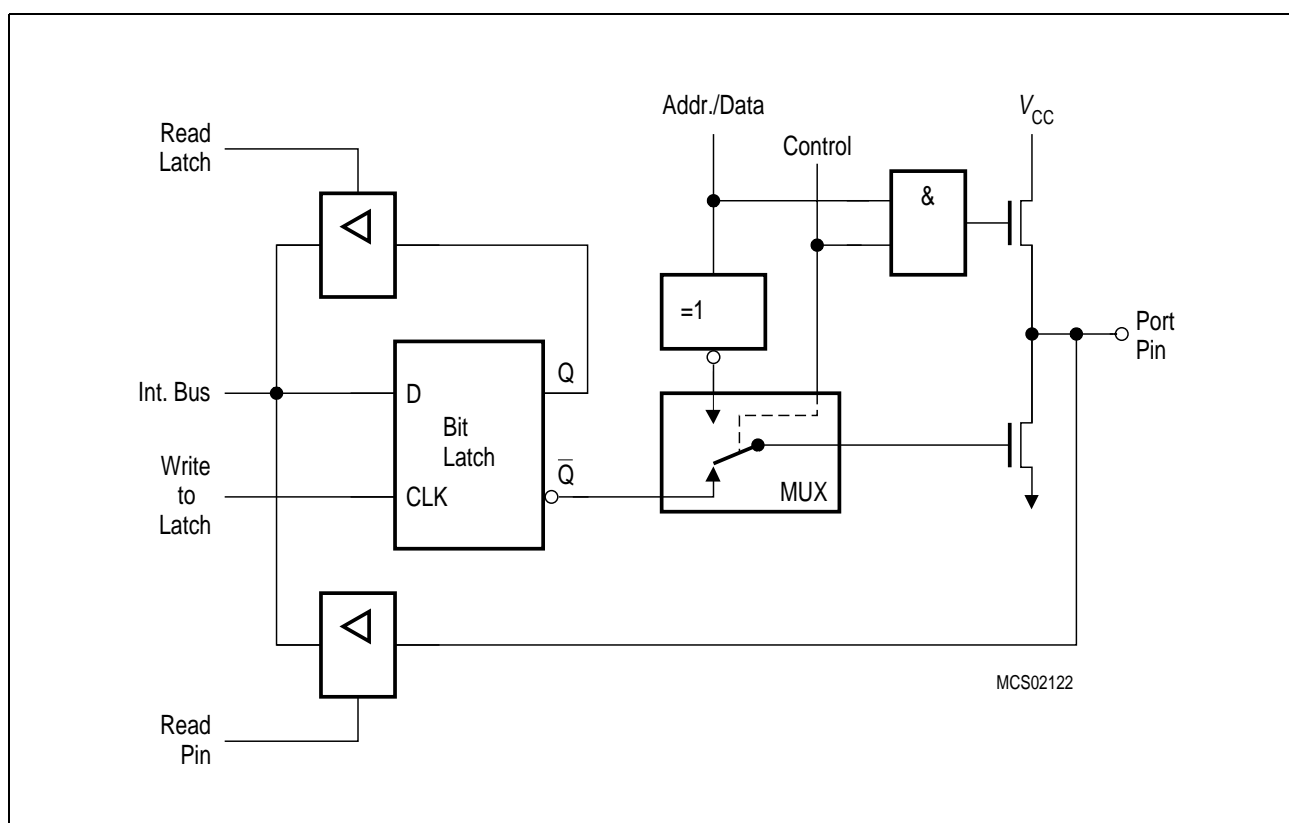 Addr./Data
V_CC
Read
Latch
Control
&
=1
Port
Pin
Int. Bus
D
Q
Bit
Latch
Q̅
Write
to
Latch
CLK
MUX
MCS02122
Read
Pin